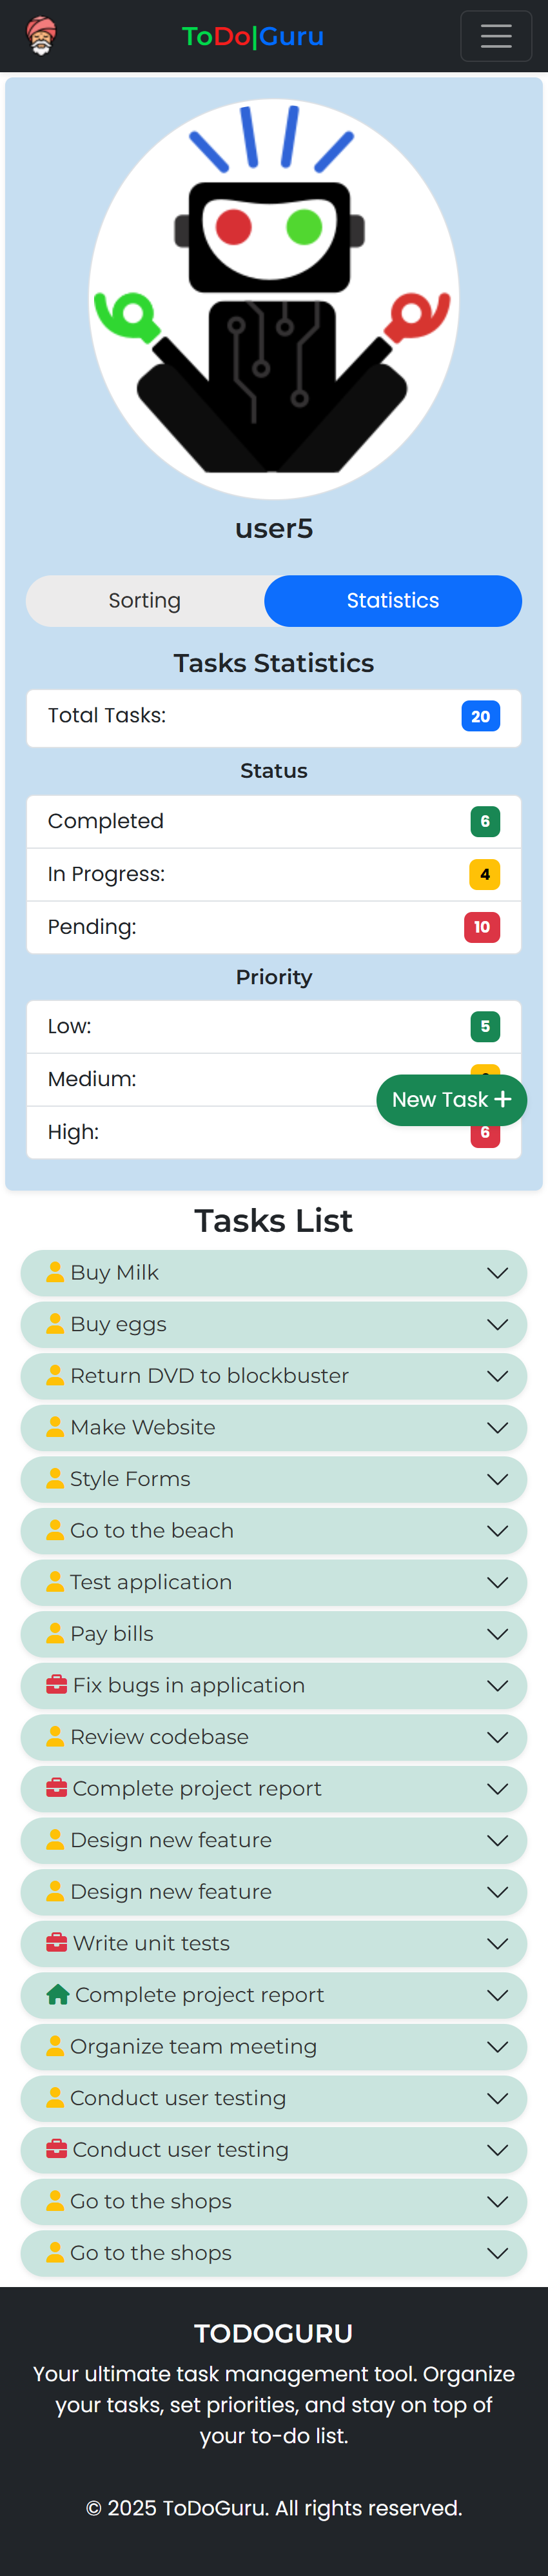 ToDo|Guru
user5
Sorting
Statistics
Tasks Statistics
Total Tasks: 20
Status
Completed 6
In Progress: 4
Pending: 10
Priority
Low: 5
Medium:
New Task +
High: 6
Tasks List
Buy Milk
Buy eggs
Return DVD to blockbuster
Make Website
Style Forms
Go to the beach
Test application
Pay bills
Fix bugs in application
Review codebase
Complete project report
Design new feature
Design new feature
Write unit tests
Complete project report
Organize team meeting
Conduct user testing
Conduct user testing
Go to the shops
Go to the shops
TODOGURU
Your ultimate task management tool. Organize
your tasks, set priorities, and stay on top of
your to-do list.
© 2025 ToDoGuru. All rights reserved.